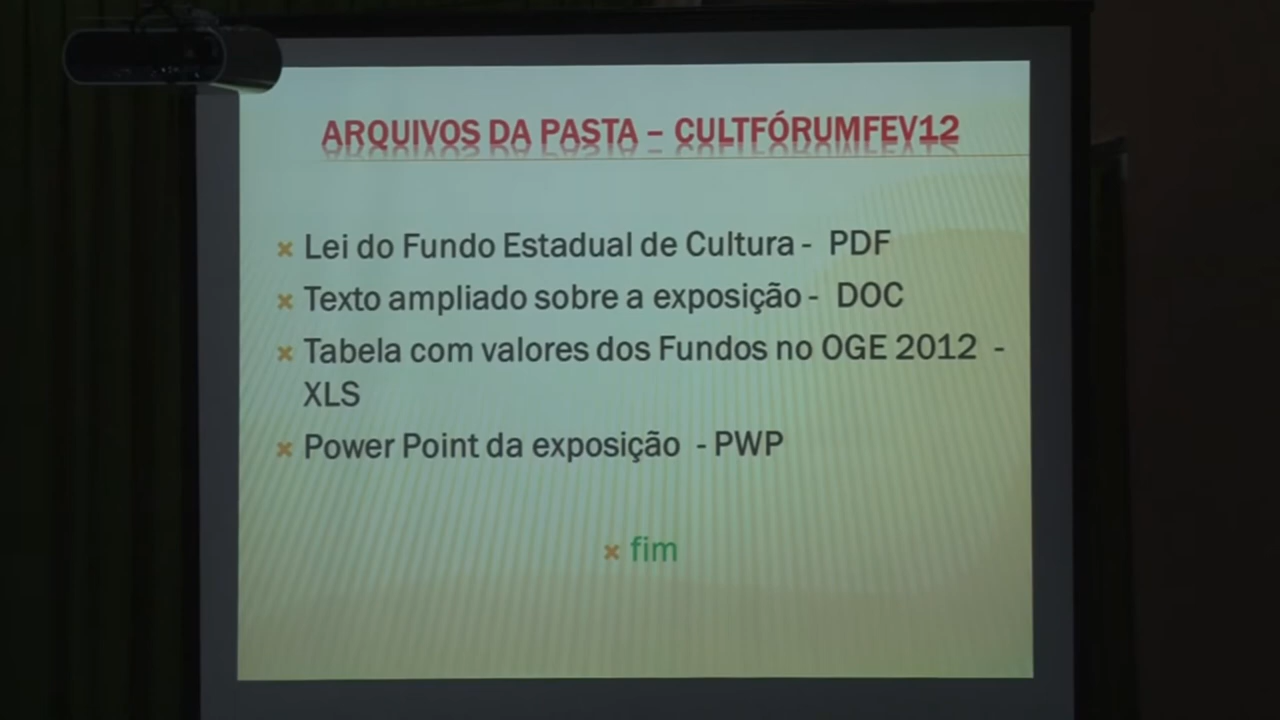 ARQUIVOS DA PASTA – CULTFÓRUMFEV12
Lei do Fundo Estadual de Cultura - PDF
Texto ampliado sobre a exposição - DOC
Tabela com valores dos Fundos no OGE 2012 -
XLS
Power Point da exposição - PWP
fim